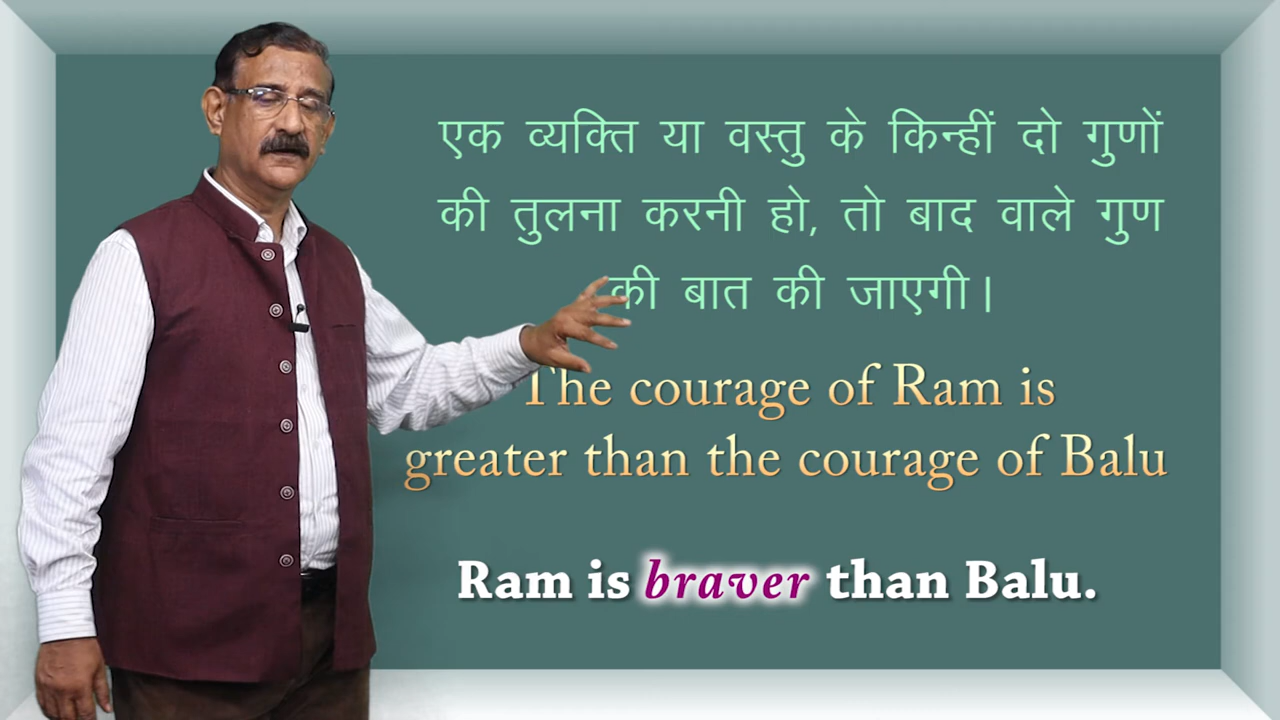 एक व्यक्ति या वस्तु के किन्हीं दो गुणों
की तुलना करनी हो, तो बाद वाले गुण
की बात की जाएगी।
The courage of Ram is
greater than the courage of Balu
Ram is braver than Balu.